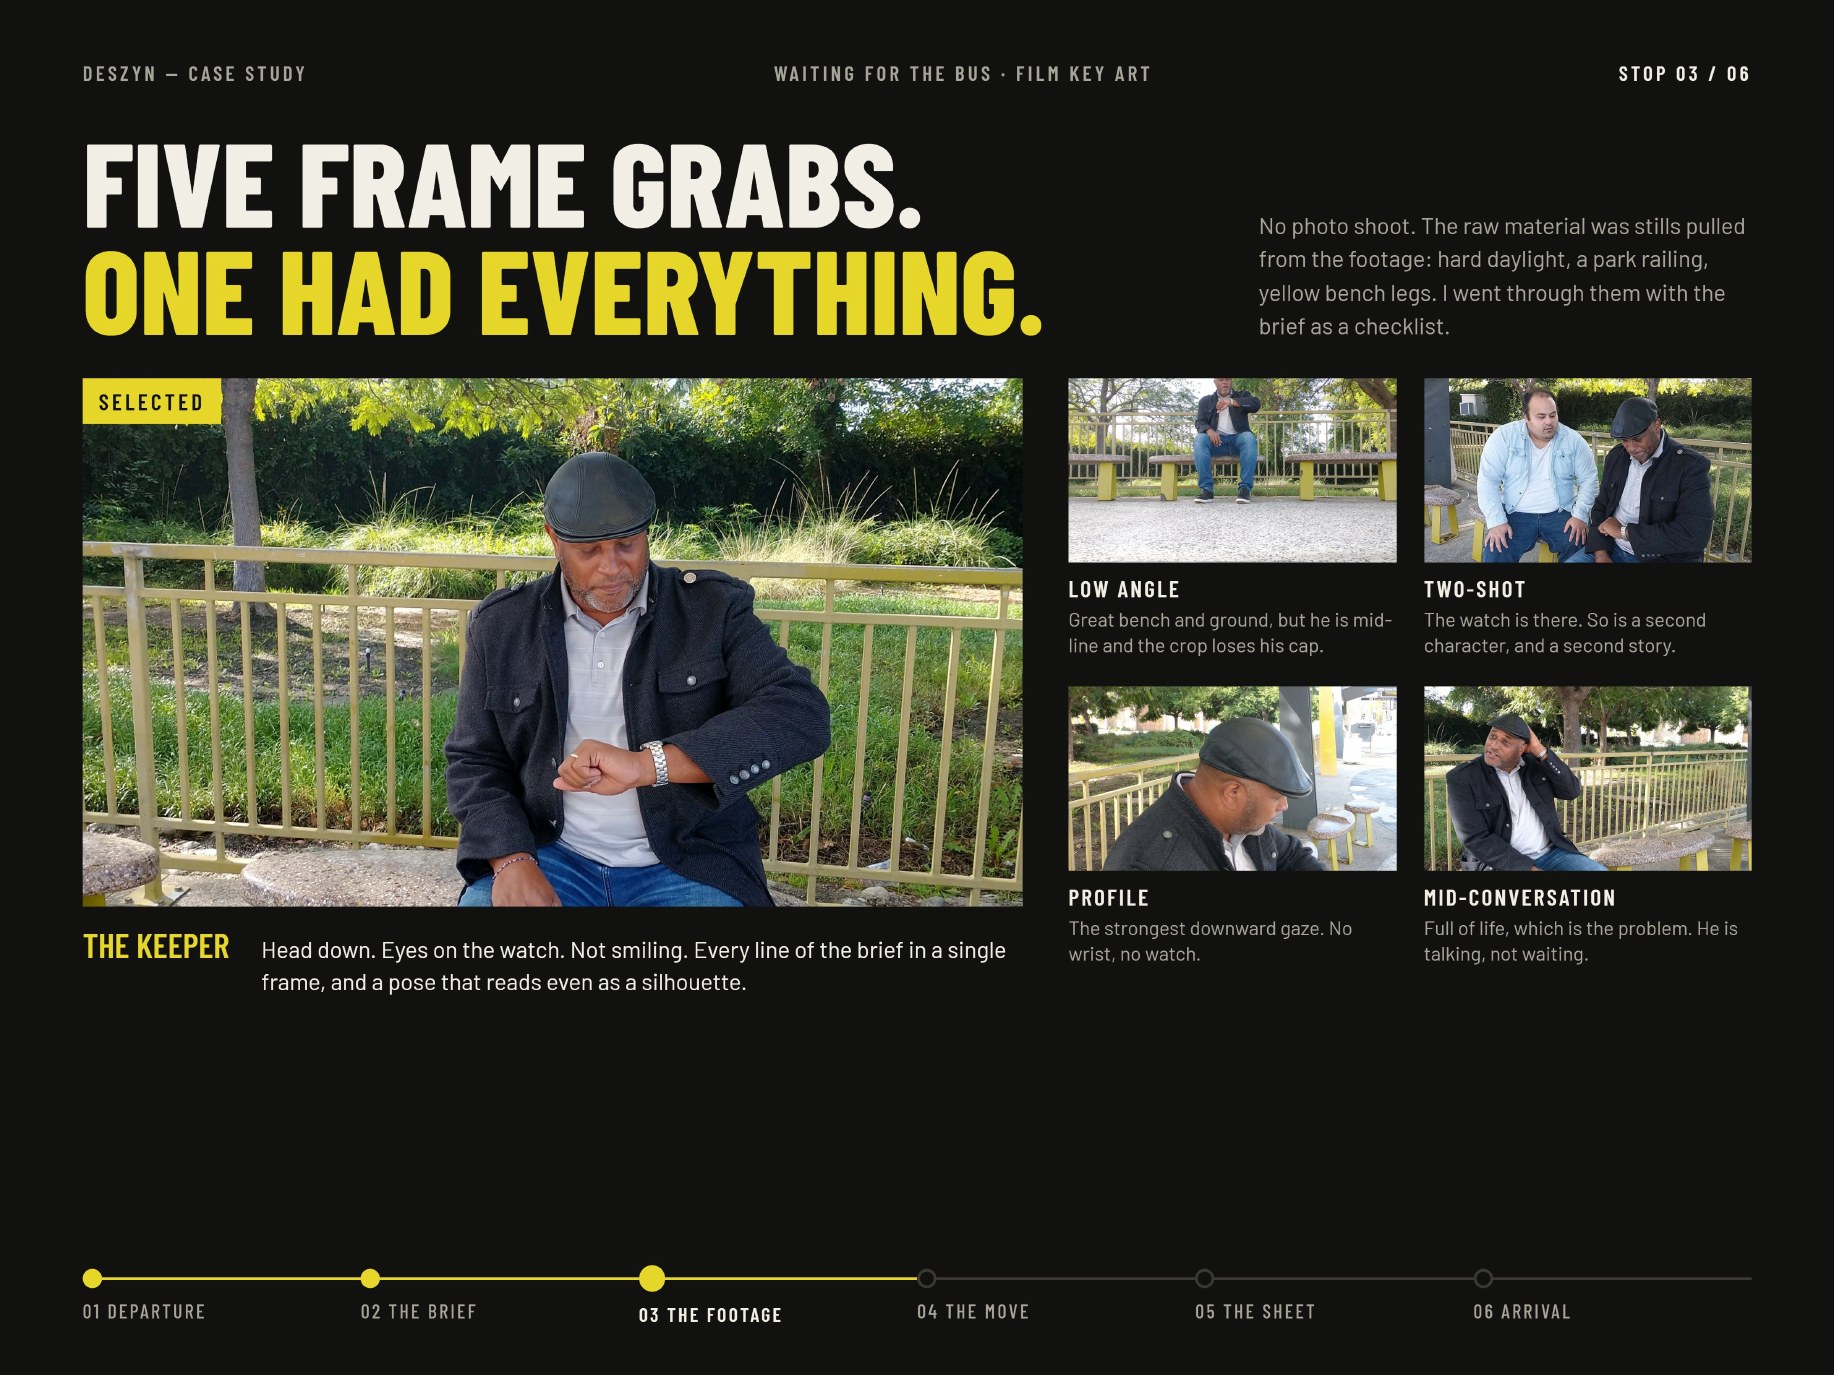 DESZYN — CASE STUDY
WAITING FOR THE BUS · FILM KEY ART
STOP 03 / 06
FIVE FRAME GRABS.
ONE HAD EVERYTHING.
No photo shoot. The raw material was stills pulled
from the footage: hard daylight, a park railing,
yellow bench legs. I went through them with the
brief as a checklist.
SELECTED
THE KEEPER
Head down. Eyes on the watch. Not smiling. Every line of the brief in a single
frame, and a pose that reads even as a silhouette.
LOW ANGLE
Great bench and ground, but he is mid-
line and the crop loses his cap.
TWO-SHOT
The watch is there. So is a second
character, and a second story.
PROFILE
The strongest downward gaze. No
wrist, no watch.
MID-CONVERSATION
Full of life, which is the problem. He is
talking, not waiting.
01 DEPARTURE
02 THE BRIEF
03 THE FOOTAGE
04 THE MOVE
05 THE SHEET
06 ARRIVAL